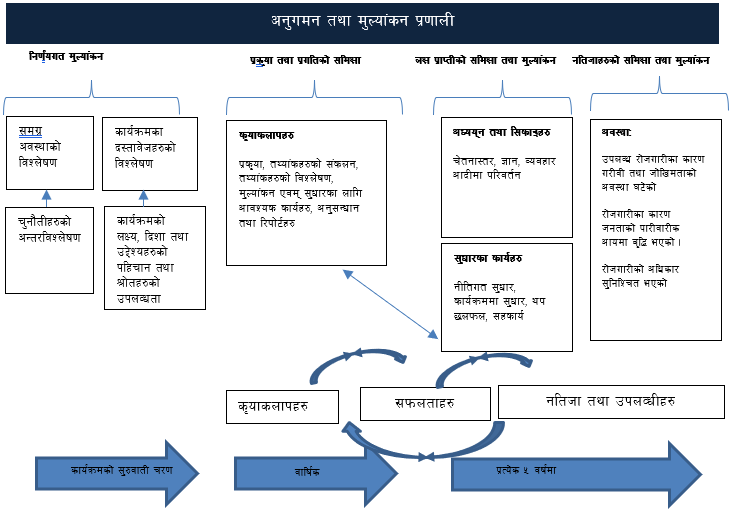 अनुगमन तथा मुल्यांकन प्रणाली
निर्णयगत मुल्यांकन
प्रकृया तथा प्रगतिको समिक्षा
लक्ष प्राप्तीको समिक्षा तथा मुल्यांकन
नतिजाहरुको समिक्षा तथा मुल्यांकन
समग्र
अवस्थाको
विश्लेषण
कार्यक्रमका
दस्तावेजहरुको
विश्लेषण
चुनौतीहरुको
अन्तरविश्लेषण
कार्यक्रमको
लक्ष्य, दिशा तथा
उद्देश्यहरुको
पहिचान तथा
श्रोतहरुको
उपलब्धता
कृयाकलापहरु
प्रकृया, तथ्यांकहरुको संकलन,
तथ्यांकहरुको विश्लेषण,
मुल्यांकन एवम् सुधारका लागि
आवश्यक कार्यहरु, अनुसन्धान
तथा रिपोर्टहरु
अध्ययन तथा सिकाइहरु
चेतनास्तर, ज्ञान, व्यवहार
आदीमा परिवर्तन
सुधारका कार्यहरु
नीतिगत सुधार,
कार्यक्रममा सुधार, थप
छलफल, सहकार्य
अवस्था:
उपलब्ध रोजगारीका कारण
गरीवी तथा जोखिमताको
अवस्था घटेको
रोजगारीका कारण
जनताको पारीवारीक
आयमा वृद्धि भएको ।
रोजगारीको अधिकार
सुनिश्चित भएको
कृयाकलापहरु
सफलताहरु
नतिजा तथा उपलब्धीहरु
कार्यक्रमको सुरुवाती चरण
वार्षिक
प्रत्येक ५ वर्षमा